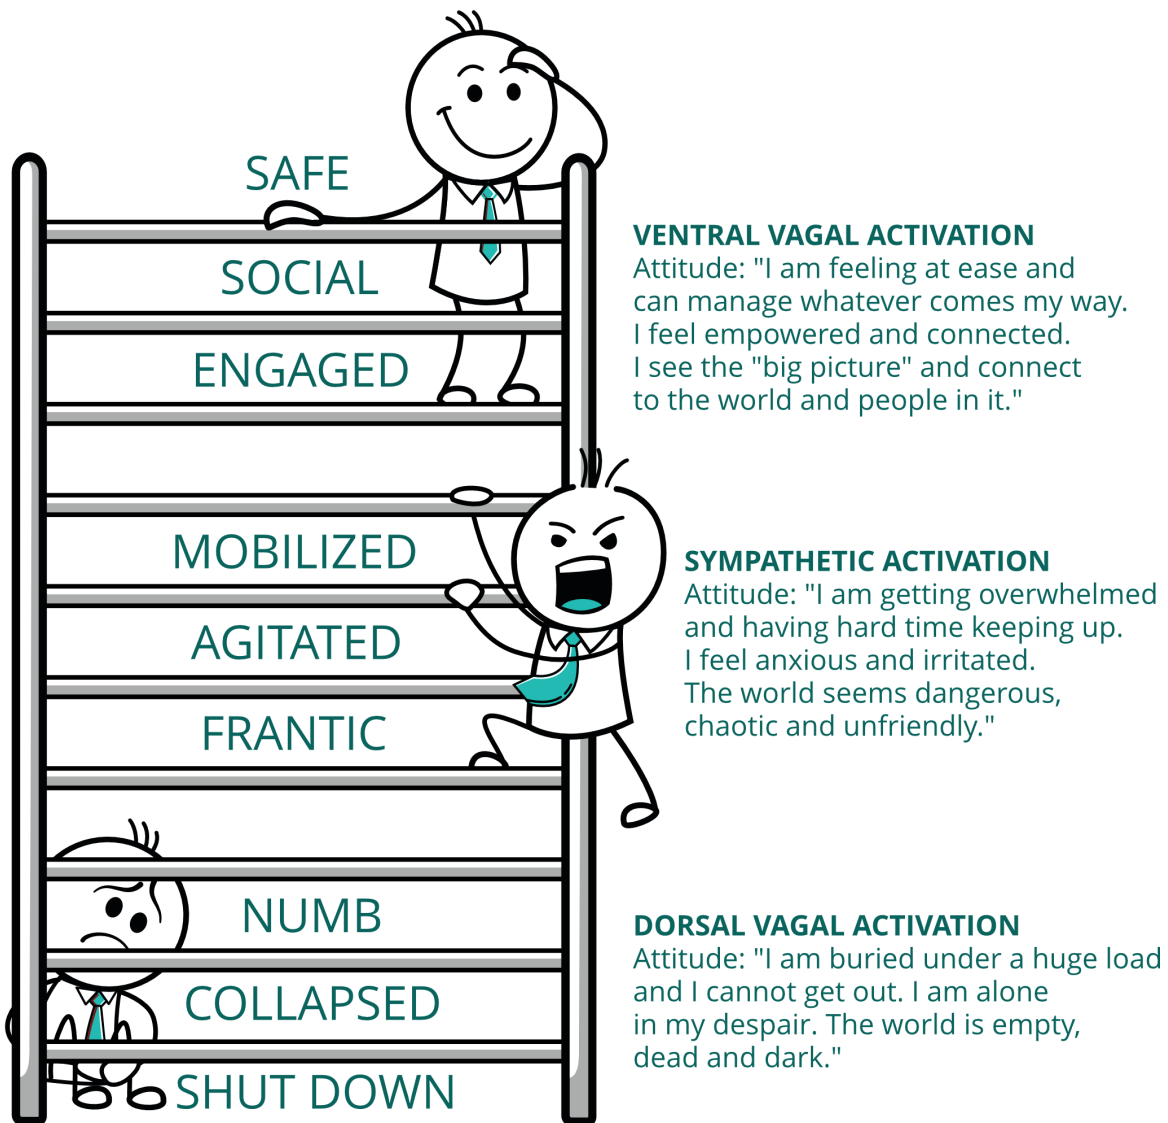 SAFE
SOCIAL
ENGAGED
VENTRAL VAGAL ACTIVATION
Attitude: "I am feeling at ease and
can manage whatever comes my way.
I feel empowered and connected.
I see the "big picture" and connect
to the world and people in it."
MOBILIZED
AGITATED
FRANTIC
SYMPATHETIC ACTIVATION
Attitude: "I am getting overwhelmed
and having hard time keeping up.
I feel anxious and irritated.
The world seems dangerous,
chaotic and unfriendly."
NUMB
COLLAPSED
SHUT DOWN
DORSAL VAGAL ACTIVATION
Attitude: "I am buried under a huge load
and I cannot get out. I am alone
in my despair. The world is empty,
dead and dark."